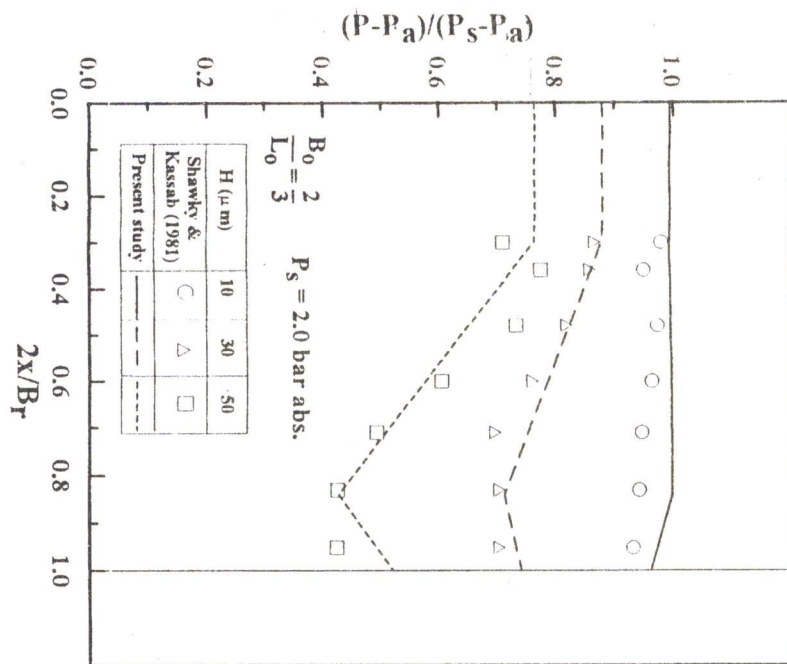 (P-Pa)/(Ps-Pa)
0.0
0.2
0.4
0.6
0.8
1.0
0.0
0.2
0.4
0.6
0.8
1.0
2x/Br
Bo/Lo = 2/3
Ps = 2.0 bar abs.
H (μm) 10 30 50
Shawky & Kassab (1981)
Present study